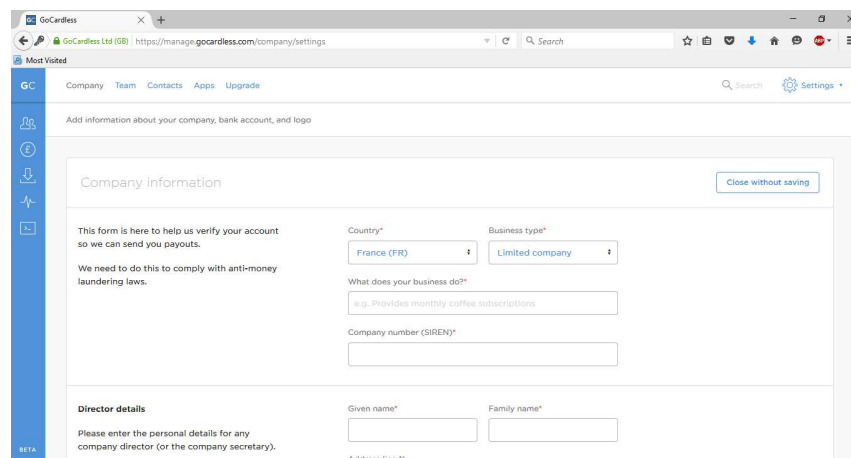 GC GoCardless
GoCardless Ltd (GB) https://manage.gocardless.com/company/settings Search
ABP
Most Visited
GC Company Team Contacts Apps Upgrade Search Settings
Add information about your company, bank account, and logo
Company information Close without saving
This form is here to help us verify your account
so we can send you payouts.
We need to do this to comply with anti-money
laundering laws.
Country* Business type*
France (FR) Limited company
What does your business do?*
e.g. Provides monthly coffee subscriptions
Company number (SIREN)*
Director details
Please enter the personal details for any
company director (or the company secretary).
Given name* Family name*
BETA